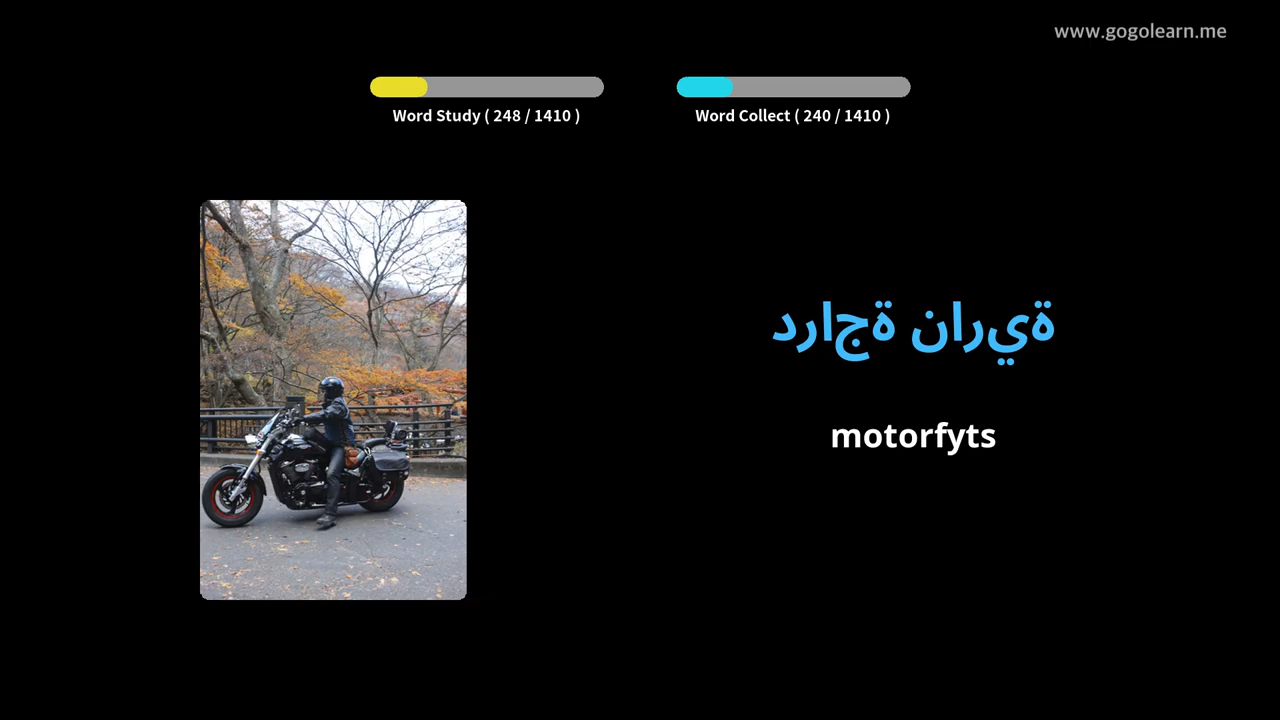 www.gogolearn.me
Word Study ( 248 / 1410 )
Word Collect ( 240 / 1410 )
دراجة نارية
motorfyts